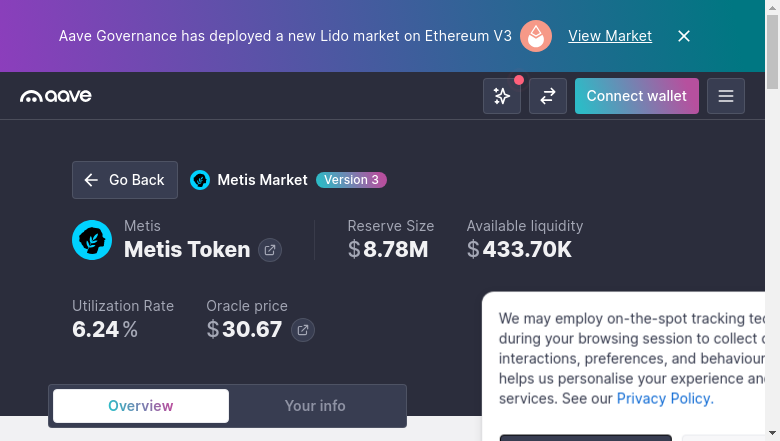 Aave Governance has deployed a new Lido market on Ethereum V3 View Market
aave
Connect wallet
Go Back
Metis Market Version 3
Metis
Metis Token
Reserve Size
$8.78M
Available liquidity
$433.70K
Utilization Rate
6.24%
Oracle price
$30.67
We may employ on-the-spot tracking
during your browsing session to collect
interactions, preferences, and behaviour
helps us personalise your experience
services. See our Privacy Policy.
Overview
Your info